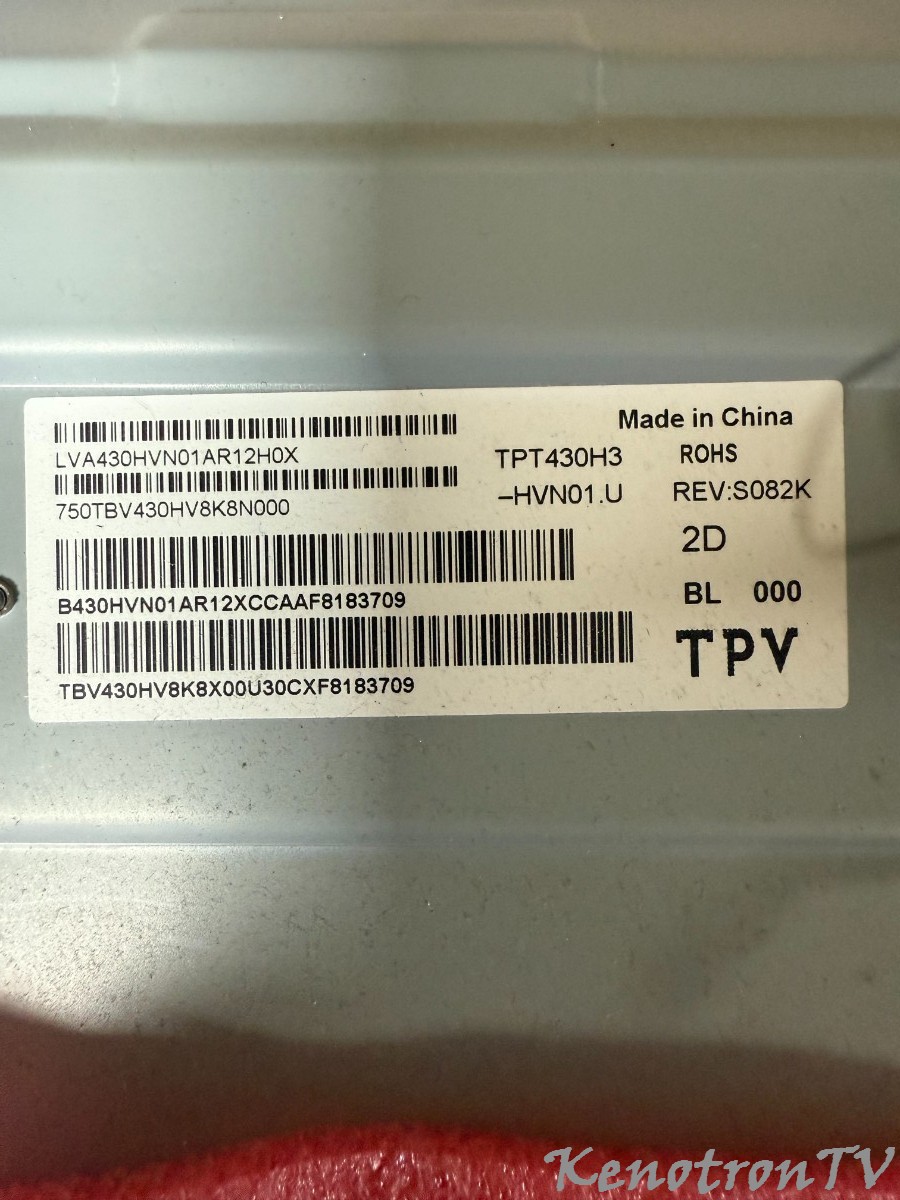 LVA430HVN01AR12H0X
750TBV430HV8K8N000
B430HVN01AR12XCCAAF8183709
TBV430HV8K8X00U30CXF8183709
TPT430H3
–HVN01.U
Made in China
ROHS
REV:S082K
2D
BL 000
TPV
KenotronTV